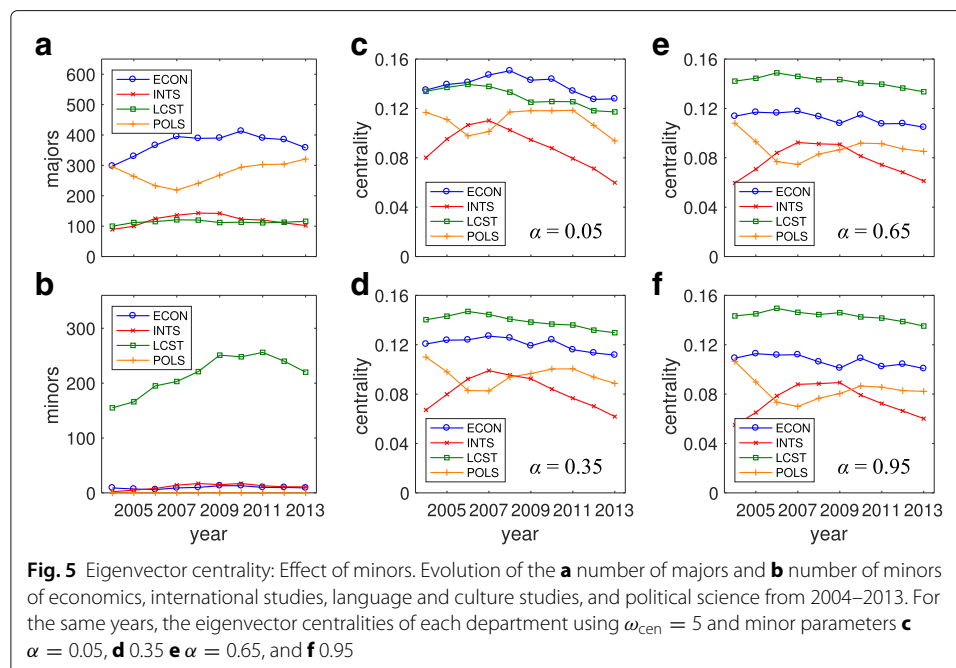 a
600
500
400
300
200
100
0
majors
ECON
INTS
LCST
POLS
b
300
200
100
0
minors
ECON
INTS
LCST
POLS
2005 2007 2009 2011 2013
year
c
0.16
0.12
0.08
0.04
0
centrality
ECON
INTS
LCST
POLS
α = 0.05
d
0.16
0.12
0.08
0.04
0
centrality
ECON
INTS
LCST
POLS
α = 0.35
2005 2007 2009 2011 2013
year
e
0.16
0.12
0.08
0.04
0
centrality
ECON
INTS
LCST
POLS
α = 0.65
f
0.16
0.12
0.08
0.04
0
centrality
ECON
INTS
LCST
POLS
α = 0.95
2005 2007 2009 2011 2013
year
Fig. 5 Eigenvector centrality: Effect of minors. Evolution of the a number of majors and b number of minors
of economics, international studies, language and culture studies, and political science from 2004–2013. For
the same years, the eigenvector centralities of each department using ω_cen = 5 and minor parameters c
α = 0.05, d 0.35 e α = 0.65, and f 0.95